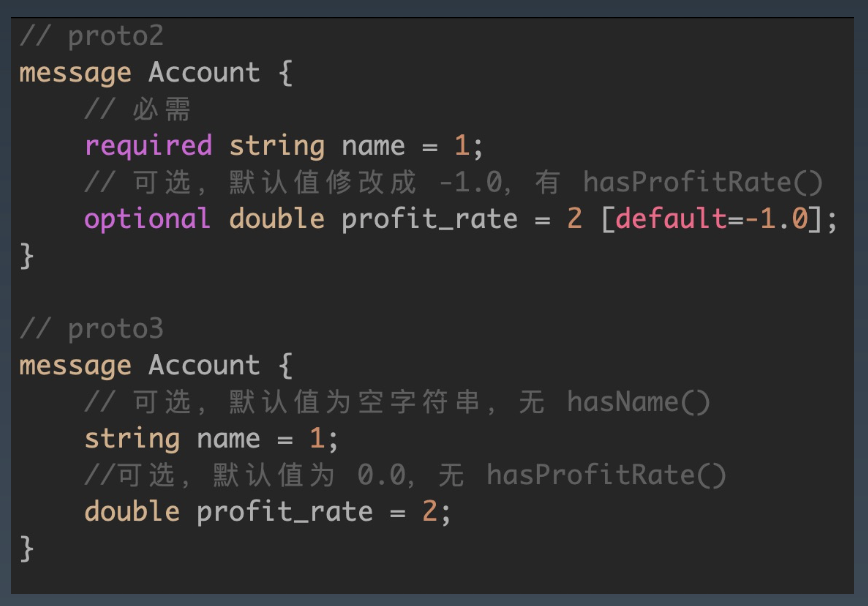 // proto2
message Account {
    // 必需
    required string name = 1;
    // 可选，默认值修改成 -1.0，有 hasProfitRate()
    optional double profit_rate = 2 [default=-1.0];
}

// proto3
message Account {
    // 可选，默认值为空字符串，无 hasName()
    string name = 1;
    //可选，默认值为 0.0，无 hasProfitRate()
    double profit_rate = 2;
}